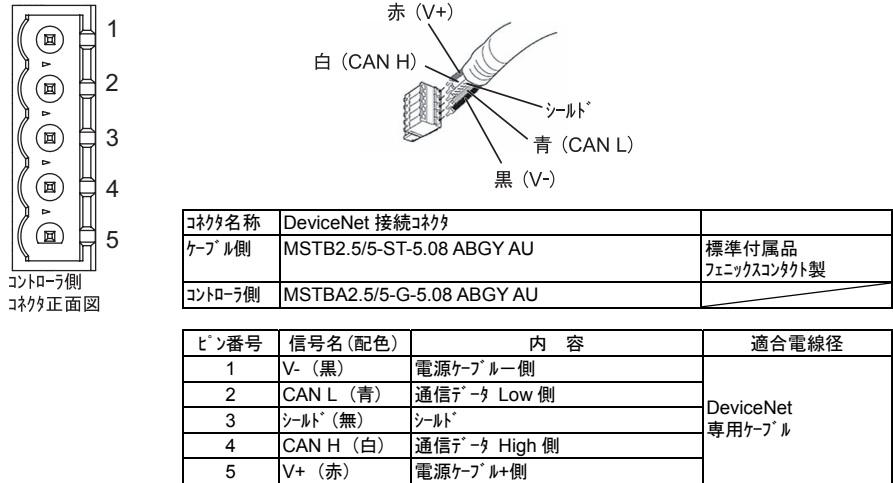 1
2
3
4
5
コントローラ側
コネクタ正面図
赤（V+）
白（CAN H）
シールド
青（CAN L）
黒（V-）
コネクタ名称 DeviceNet 接続コネクタ
ケーブル側 MSTB2.5/5-ST-5.08 ABGY AU 標準付属品
フェニックスコンタクト製
コントローラ側 MSTBA2.5/5-G-5.08 ABGY AU
ピン番号 信号名(配色) 内 容 適合電線径
1 V-（黒） 電源ケーブルー側
2 CAN L（青） 通信データ Low 側
3 シールド（無） シールド
4 CAN H（白） 通信データ High 側
5 V+（赤） 電源ケーブル+側
DeviceNet
専用ケーブル